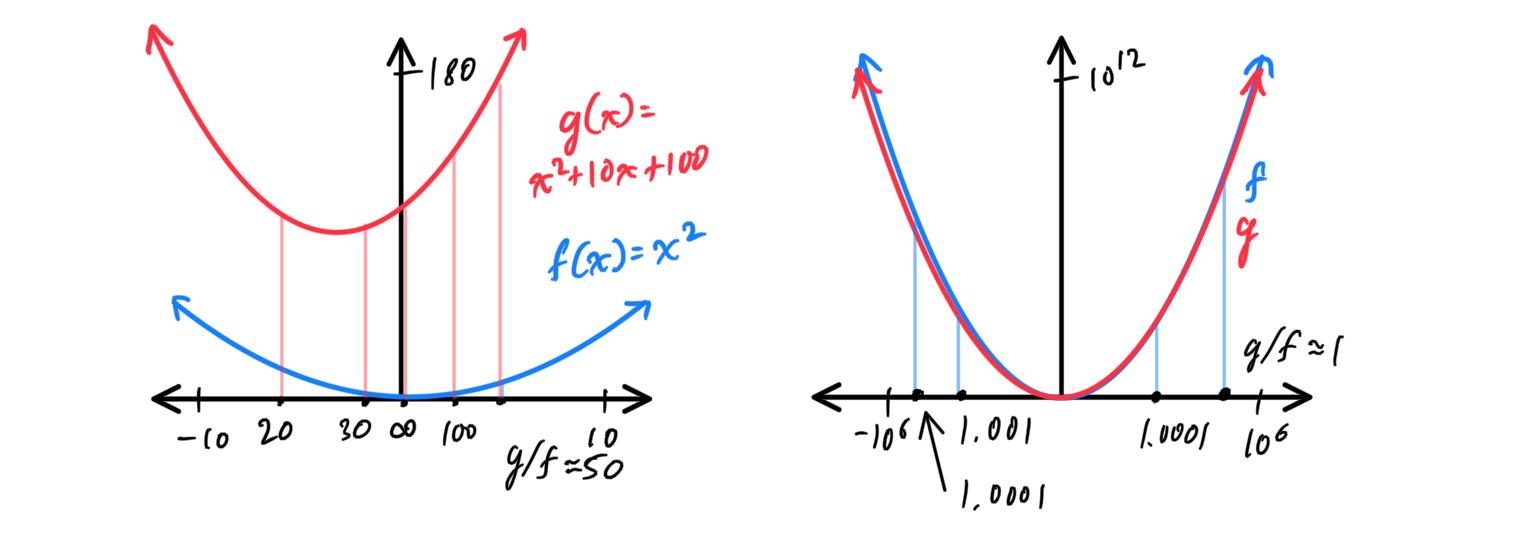 180
g(x)=
x²+10x+100
f(x)=x²
-10 20 30 ∞ 100 10
g/f≈50
10¹²
f
g
g/f≈1
-10⁶ 1.001 1.0001 10⁶
1.0001